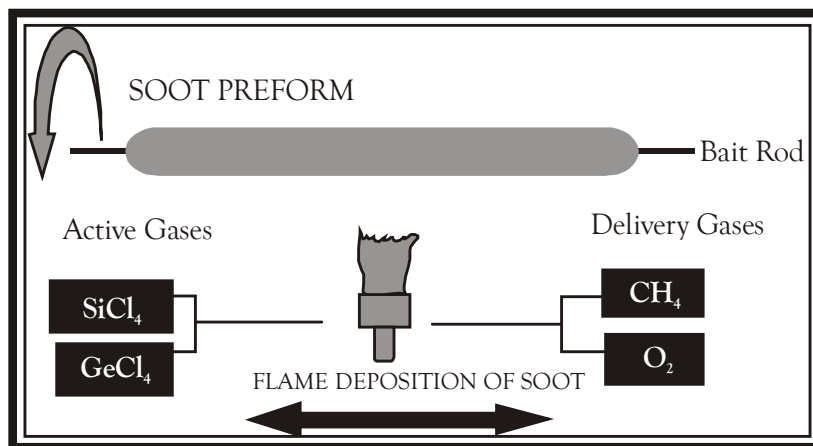 SOOT PREFORM
Bait Rod
Active Gases
Delivery Gases
SiCl₄
GeCl₄
CH₄
O₂
FLAME DEPOSITION OF SOOT